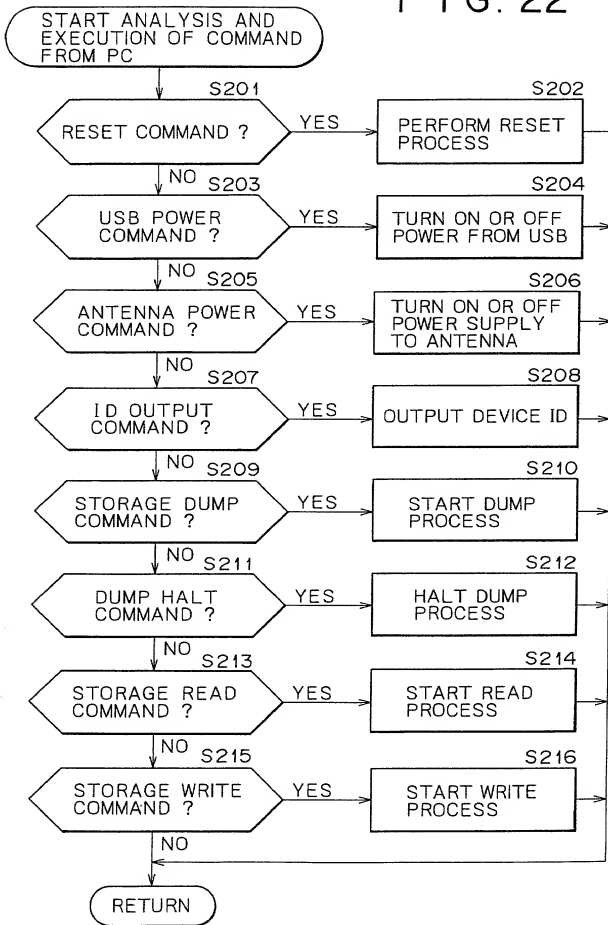 F I G. 22
START ANALYSIS AND
EXECUTION OF COMMAND
FROM PC
S201
RESET COMMAND ?
YES
S202
PERFORM RESET
PROCESS
NO
S203
USB POWER
COMMAND ?
YES
S204
TURN ON OR OFF
POWER FROM USB
NO
S205
ANTENNA POWER
COMMAND ?
YES
S206
TURN ON OR OFF
POWER SUPPLY
TO ANTENNA
NO
S207
ID OUTPUT
COMMAND ?
YES
S208
OUTPUT DEVICE ID
NO
S209
STORAGE DUMP
COMMAND ?
YES
S210
START DUMP
PROCESS
NO
S211
DUMP HALT
COMMAND ?
YES
S212
HALT DUMP
PROCESS
NO
S213
STORAGE READ
COMMAND ?
YES
S214
START READ
PROCESS
NO
S215
STORAGE WRITE
COMMAND ?
YES
S216
START WRITE
PROCESS
NO
RETURN